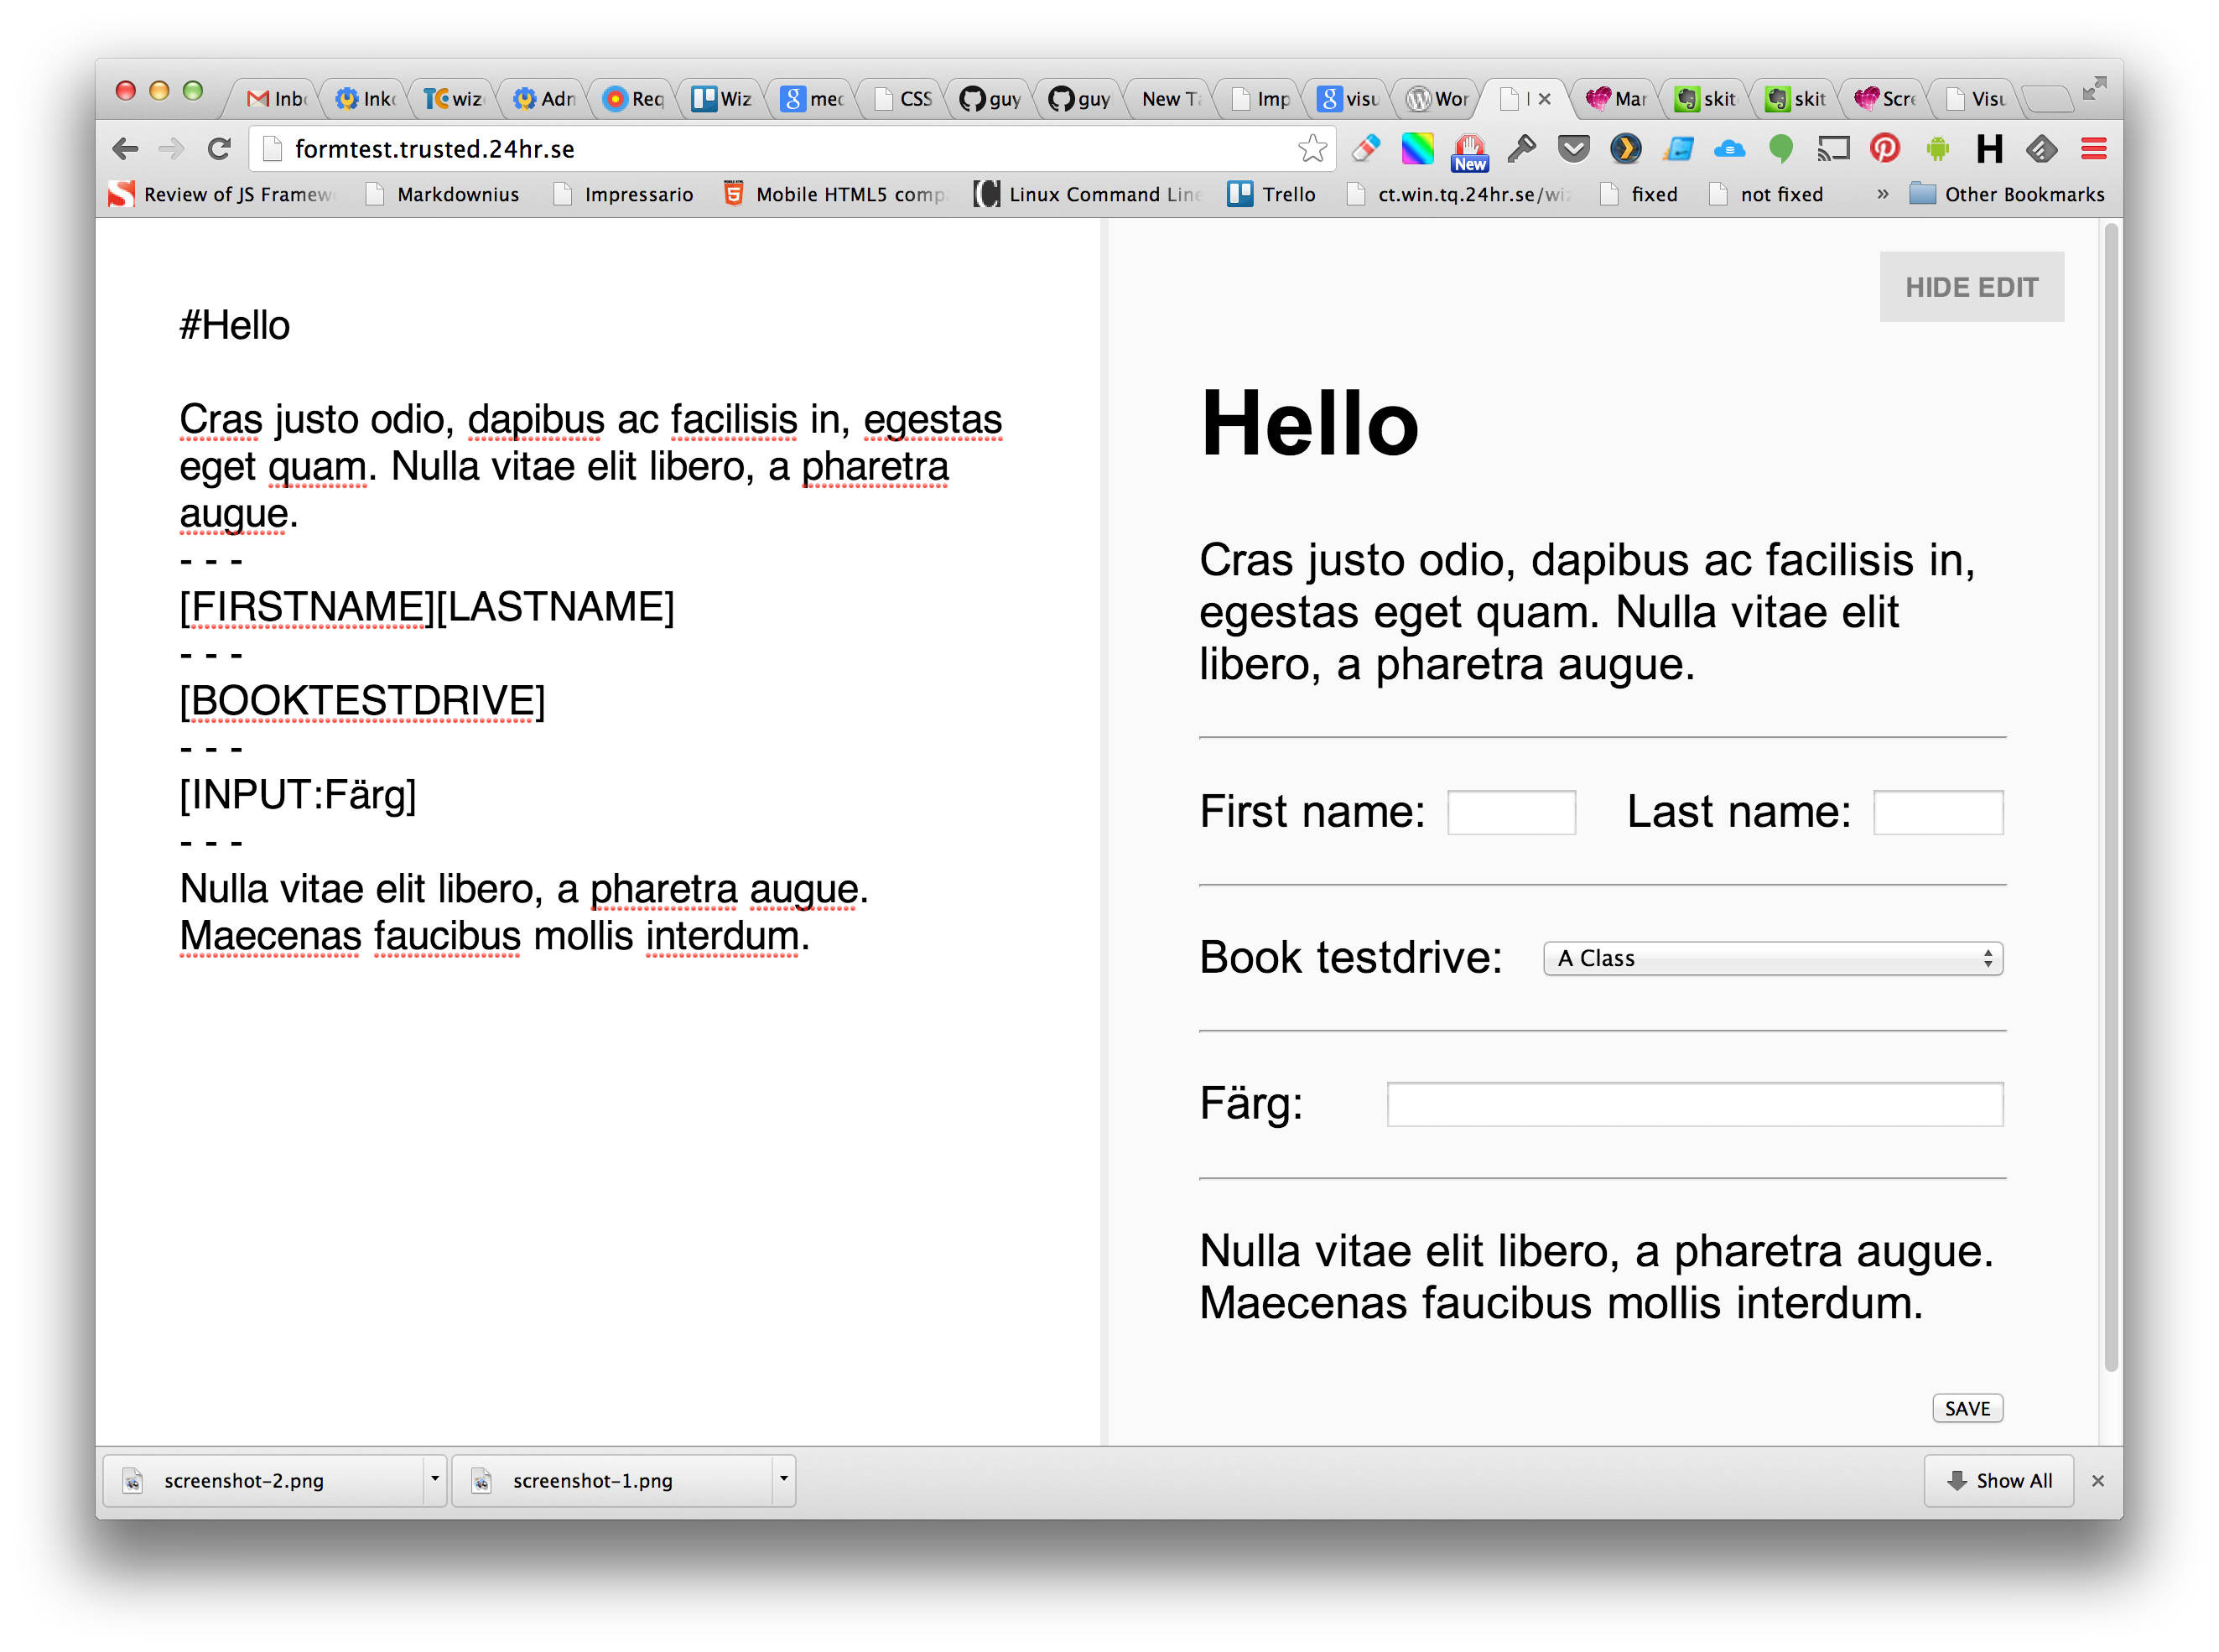 Inb
Ink
TC wiz
Adn
Req
Wiz
8 mec
CSS
guy
guy
New T
Imp
8 visu
Wor
Mar
skit
skit
Scre
Visu
formtest.trusted.24hr.se
New
H
Review of JS Framew
Markdownius
Impressario
5 Mobile HTML5 comp
Linux Command Line
Trello
ct.win.tq.24hr.se/wiz
fixed
not fixed
»
Other Bookmarks
#Hello
Cras justo odio, dapibus ac facilisis in, egestas
eget quam. Nulla vitae elit libero, a pharetra
augue.
- - -
[FIRSTNAME][LASTNAME]
- - -
[BOOKTESTDRIVE]
- - -
[INPUT:Färg]
- - -
Nulla vitae elit libero, a pharetra augue.
Maecenas faucibus mollis interdum.
HIDE EDIT
Hello
Cras justo odio, dapibus ac facilisis in,
egestas eget quam. Nulla vitae elit
libero, a pharetra augue.
First name: Last name:
Book testdrive: A Class
Färg:
Nulla vitae elit libero, a pharetra augue.
Maecenas faucibus mollis interdum.
SAVE
screenshot-2.png
screenshot-1.png
Show All